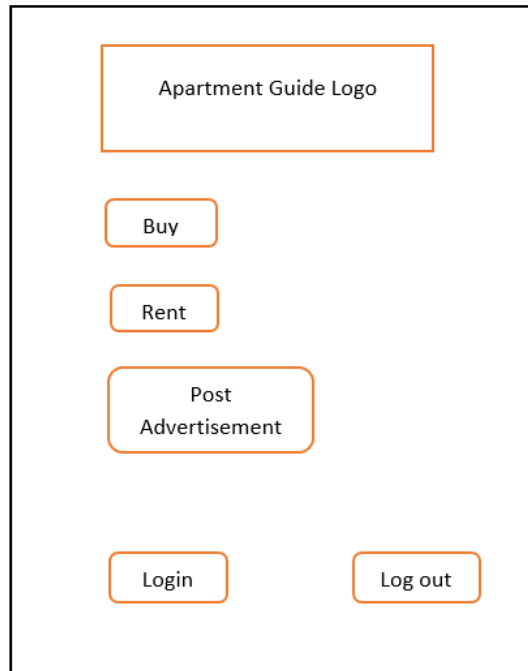 Apartment Guide Logo
Buy
Rent
Post
Advertisement
Login
Log out